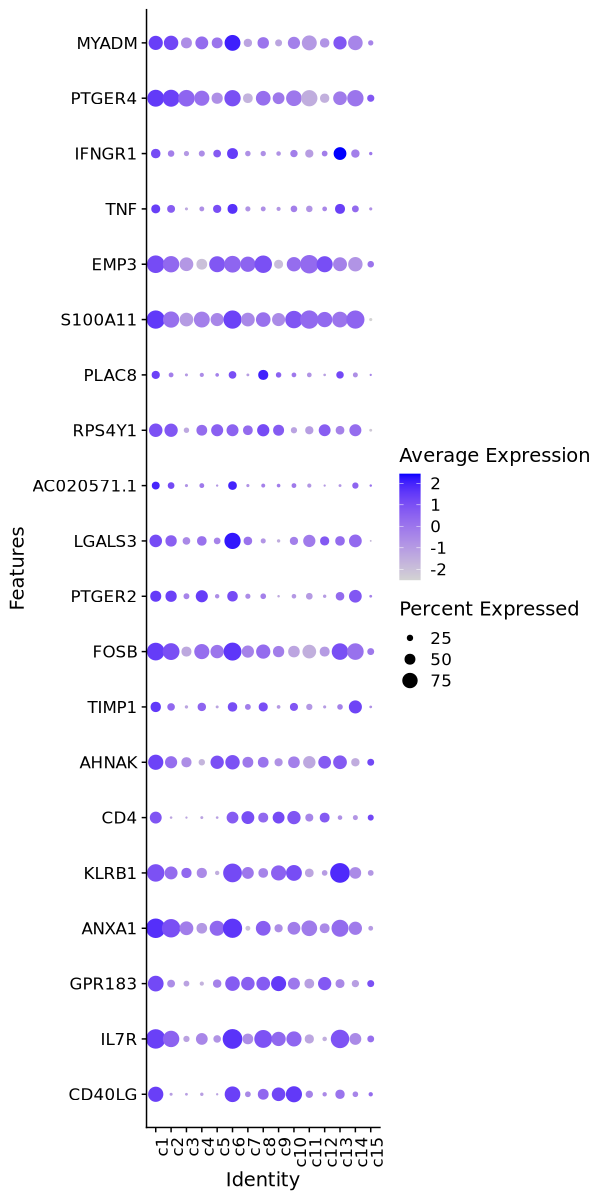 MYADM
PTGER4
IFNGR1
TNF
EMP3
S100A11
PLAC8
RPS4Y1
AC020571.1
LGALS3
PTGER2
FOSB
TIMP1
AHNAK
CD4
KLRB1
ANXA1
GPR183
IL7R
CD40LG
Features
c1 c2 c3 c4 c5 c6 c7 c8 c9 c10 c11 c12 c13 c14 c15
Identity
Average Expression
2
1
0
-1
-2
Percent Expressed
25
50
75